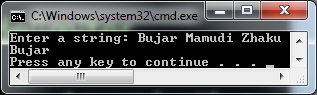 C:\Windows\system32\cmd.exe
Enter a string: Bujar Mamudi Zhaku
Bujar
Press any key to continue . . . _